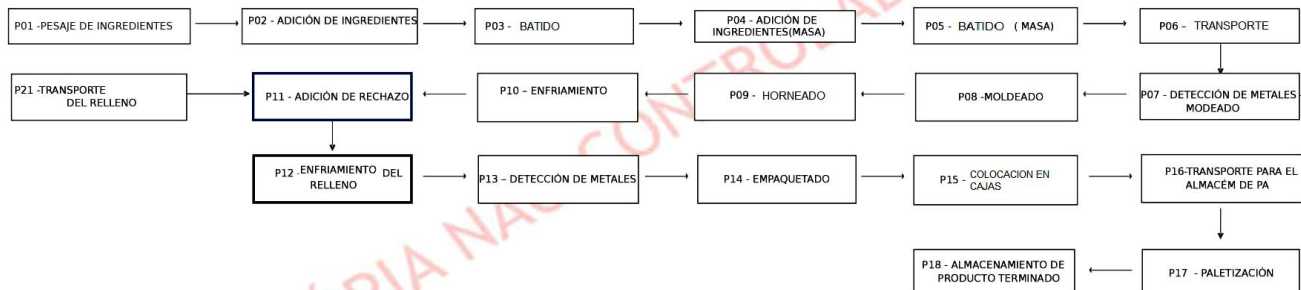 P01 -PESAJE DE INGREDIENTES
P02 - ADICIÓN DE INGREDIENTES
P03 - BATIDO
P04 - ADICIÓN DE
INGREDIENTES(MASA)
P05 - BATIDO ( MASA)
P06 – TRANSPORTE
P21 -TRANSPORTE
DEL RELLENO
P11 - ADICIÓN DE RECHAZO
P10 – ENFRIAMIENTO
P09 - HORNEADO
P08 -MOLDEADO
P07 - DETECCIÓN DE METALES -
MODEADO
P12 .ENFRIAMIENTO DEL
RELLENO
P13 – DETECCIÓN DE METALES
P14 - EMPAQUETADO
P15 - COLOCACION EN
CAJAS
P16-TRANSPORTE PARA EL
ALMACÉM DE PA
P18 - ALMACENAMIENTO DE
PRODUCTO TERMINADO
P17 - PALETIZACIÓN